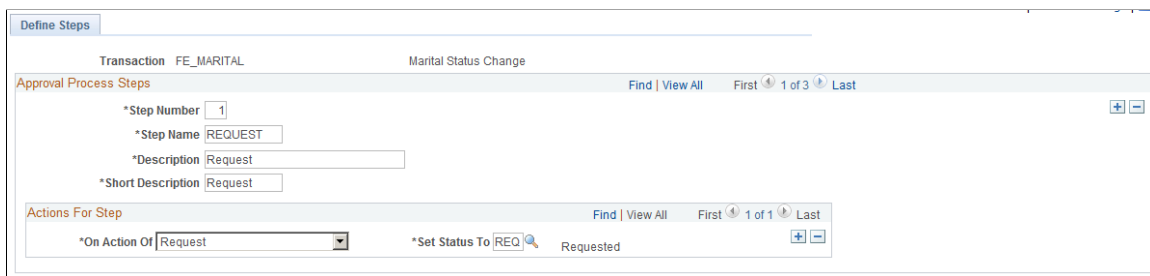 Define Steps
Transaction FE_MARITAL Marital Status Change
Approval Process Steps Find | View All First 1 of 3 Last
*Step Number 1
*Step Name REQUEST
*Description Request
*Short Description Request
Actions For Step Find | View All First 1 of 1 Last
*On Action Of Request *Set Status To REQ Requested